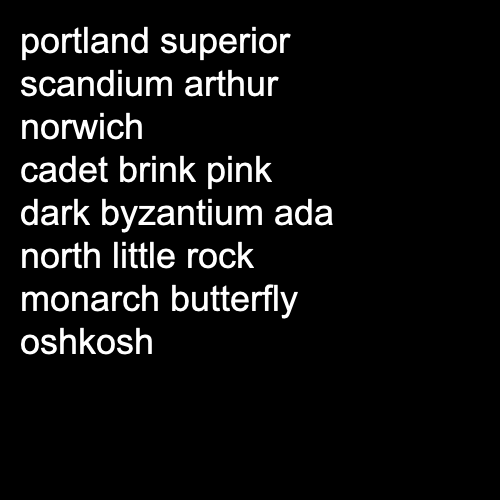 portland superior
scandium arthur
norwich
cadet brink pink
dark byzantium ada
north little rock
monarch butterfly
oshkosh